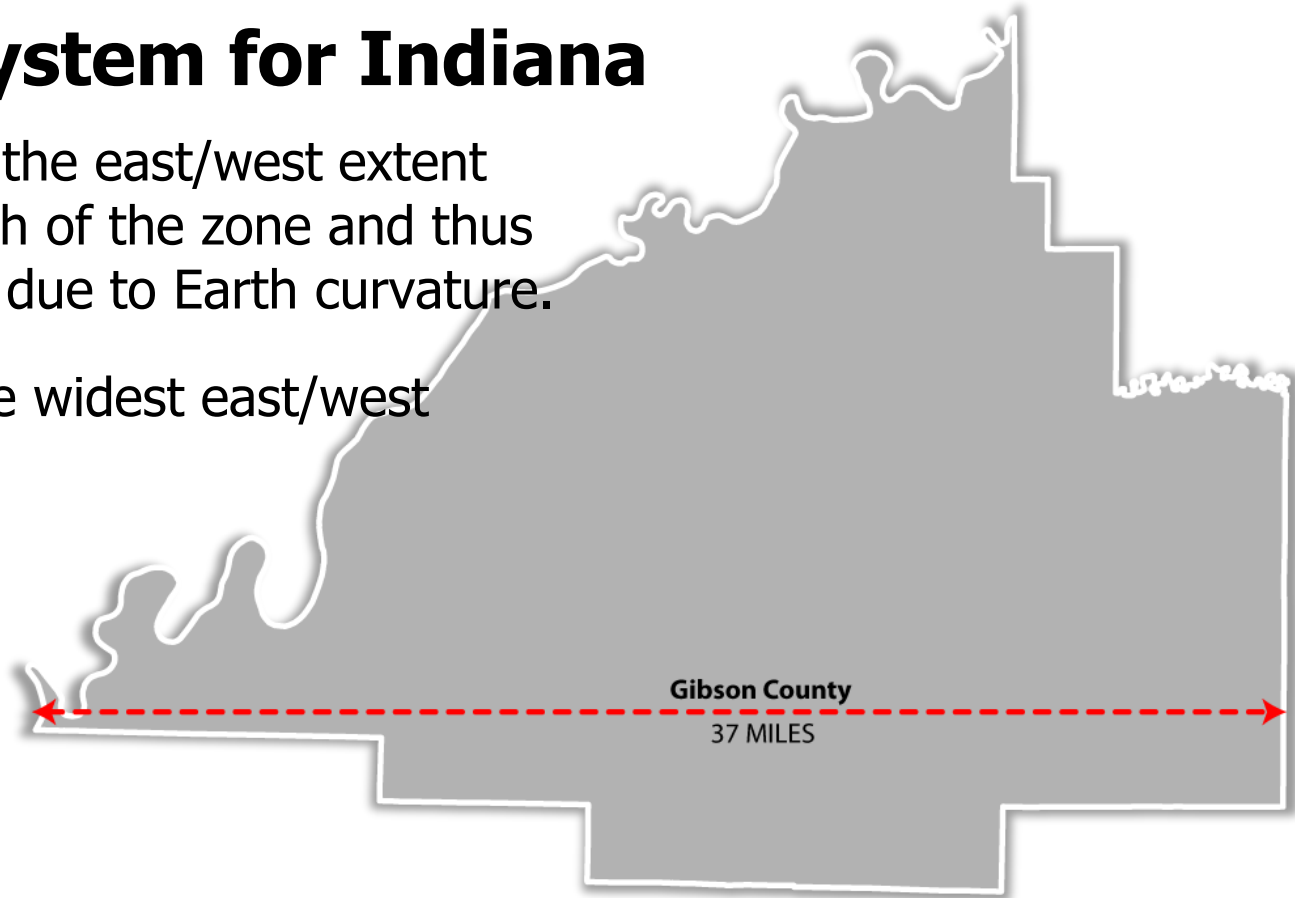 ystem for Indiana
the east/west extent
h of the zone and thus
due to Earth curvature.
e widest east/west
Gibson County
37 MILES